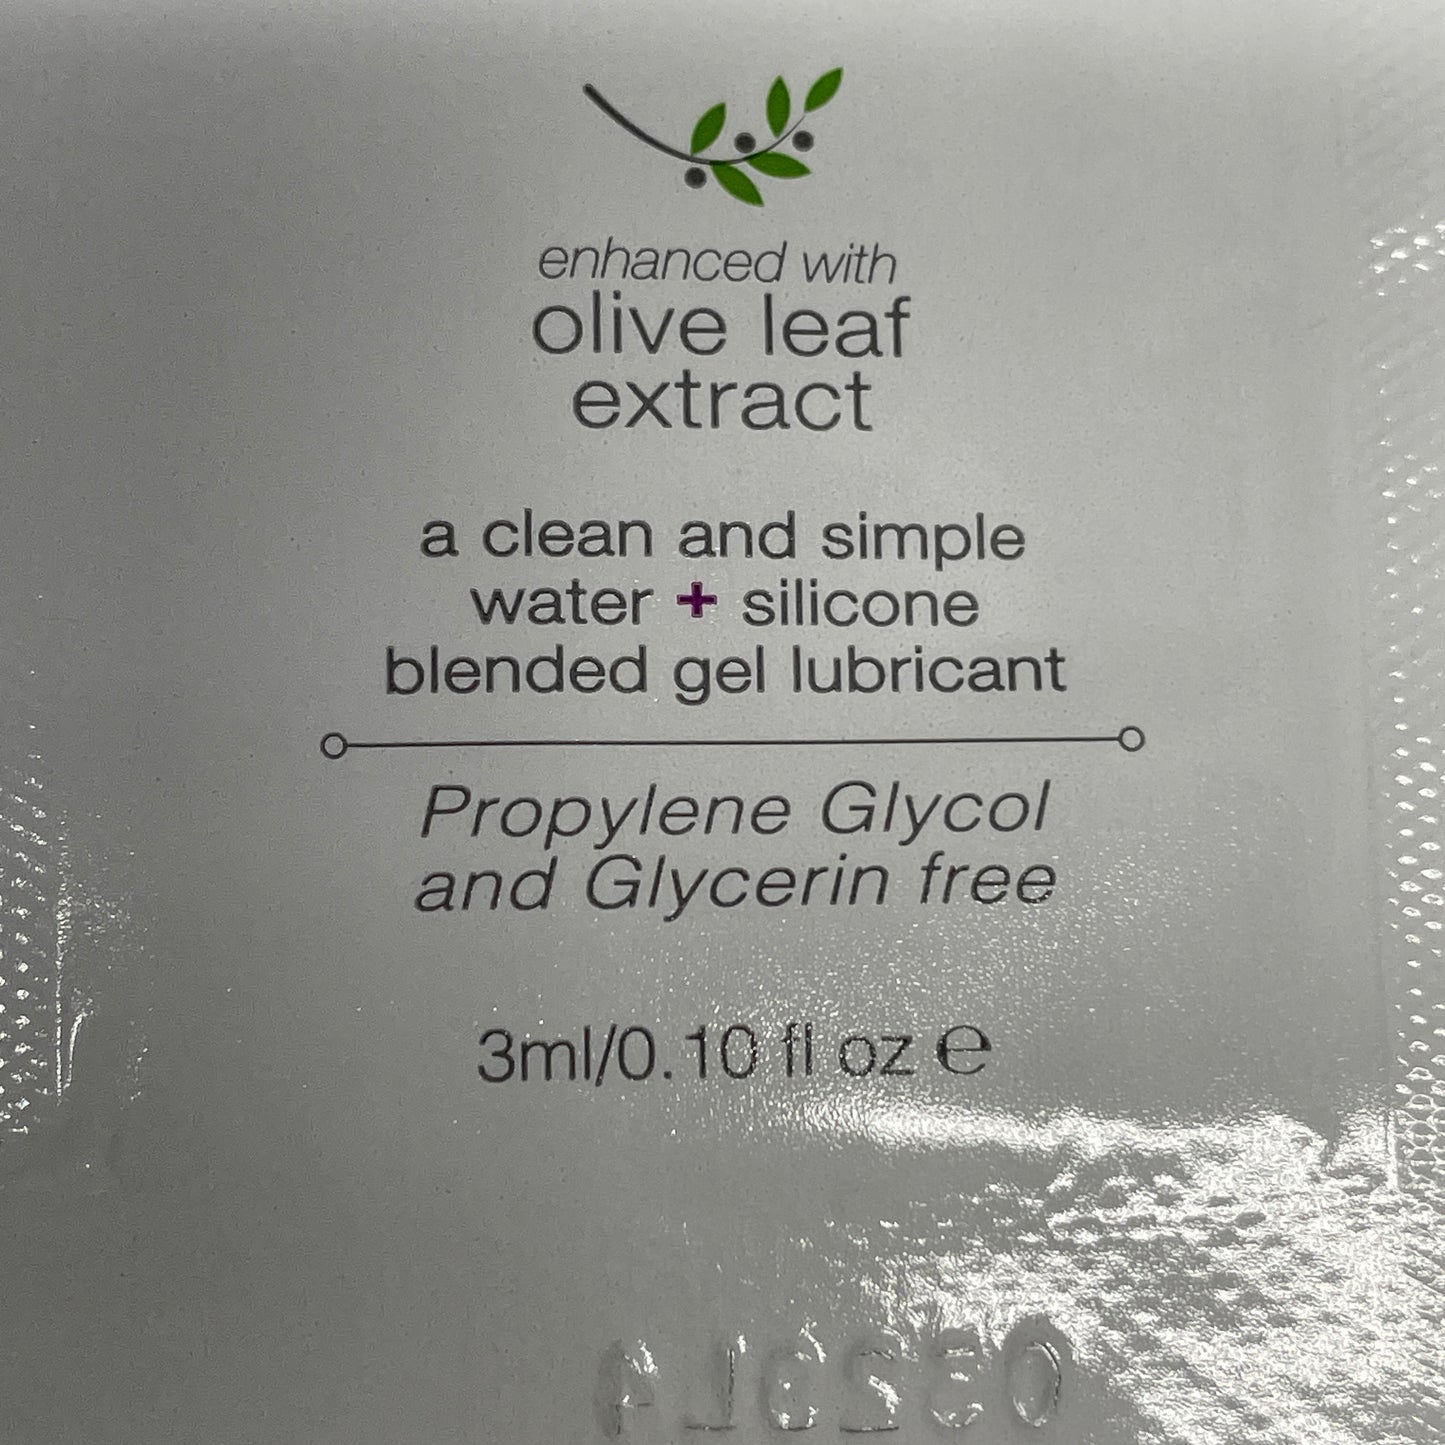 enhanced with
olive leaf
extract
a clean and simple
water + silicone
blended gel lubricant
Propylene Glycol
and Glycerin free
3ml/0.10 fl oz ℮